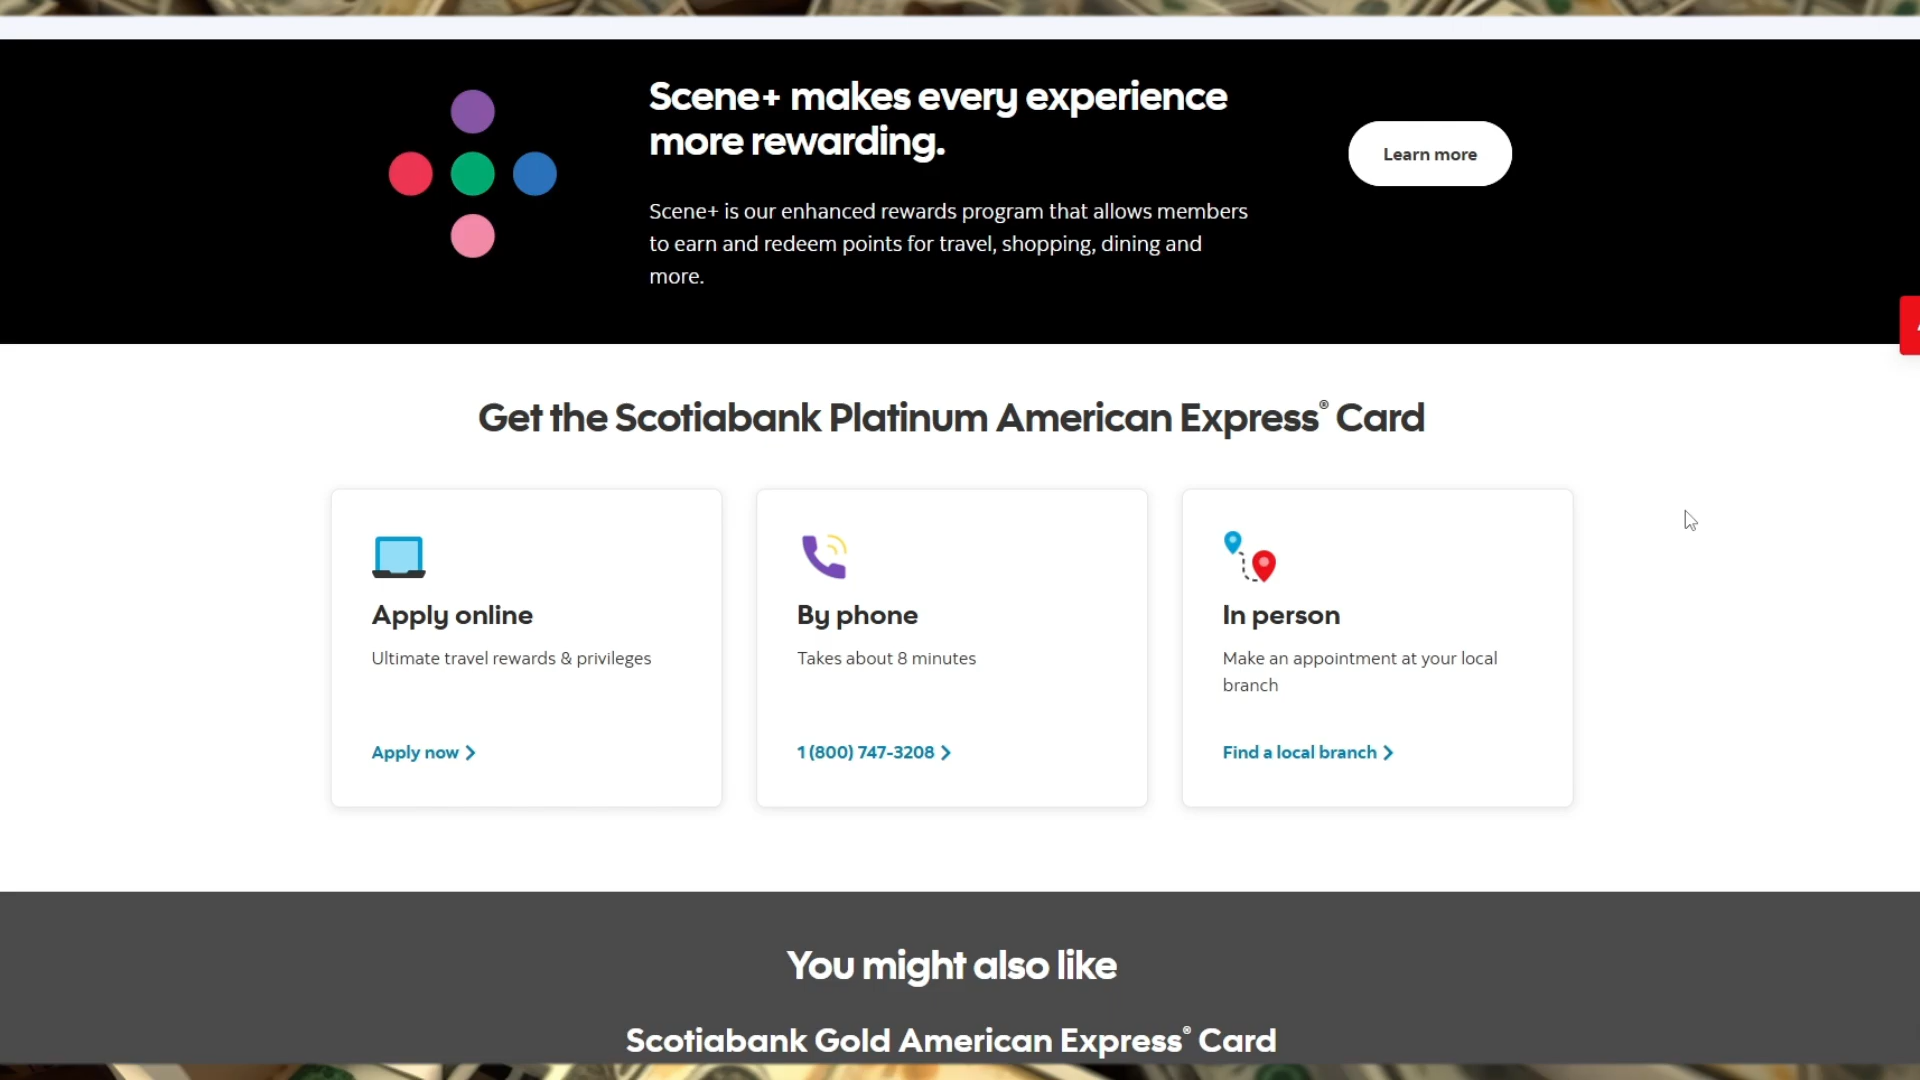 Scene+ makes every experience
more rewarding.
Scene+ is our enhanced rewards program that allows members
to earn and redeem points for travel, shopping, dining and
more.
Learn more
Get the Scotiabank Platinum American Express® Card
Apply online
Ultimate travel rewards & privileges
Apply now
By phone
Takes about 8 minutes
1 (800) 747-3208
In person
Make an appointment at your local
branch
Find a local branch
You might also like
Scotiabank Gold American Express® Card